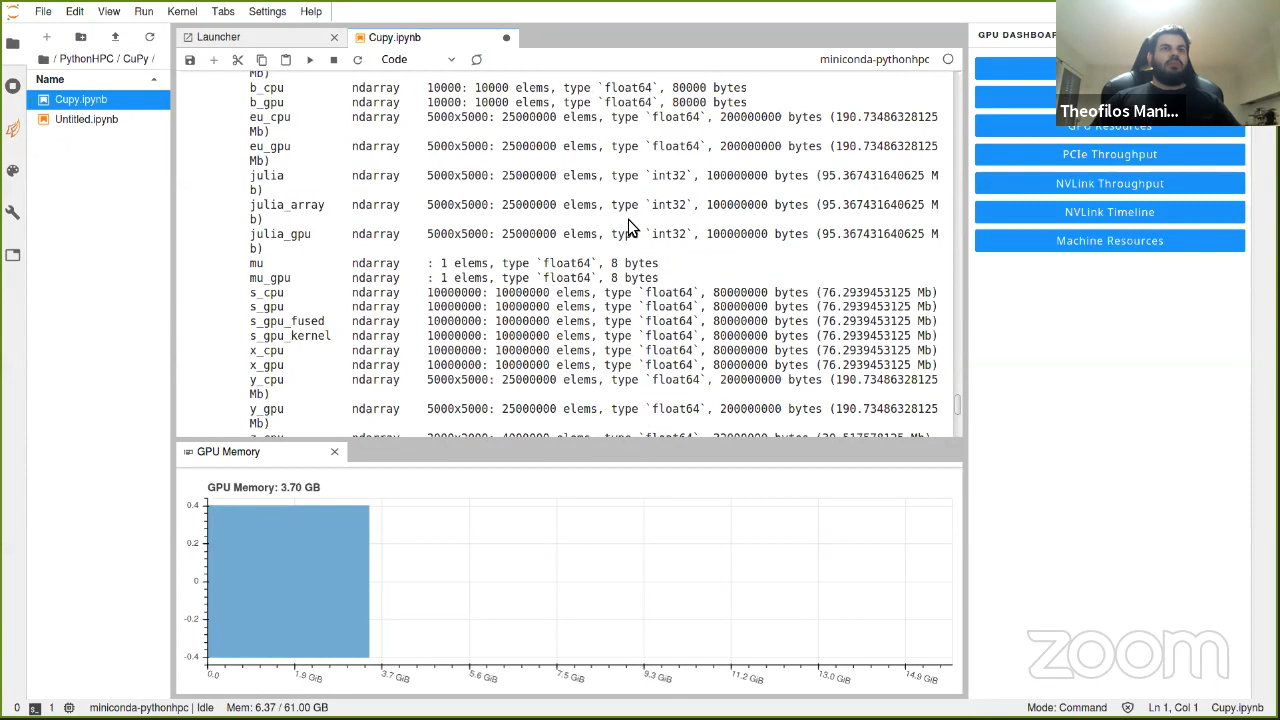 File Edit View Run Kernel Tabs Settings Help
Launcher
Cupy.ipynb
GPU DASHBOAR
/ PythonHPC / CuPy /
Code
miniconda-pythonhpc
Name
Cupy.ipynb
Untitled.ipynb
Mb)
b_cpu ndarray 10000: 10000 elems, type `float64`, 80000 bytes
b_gpu ndarray 10000: 10000 elems, type `float64`, 80000 bytes
eu_cpu ndarray 5000x5000: 25000000 elems, type `float64`, 200000000 bytes (190.73486328125
Mb)
eu_gpu ndarray 5000x5000: 25000000 elems, type `float64`, 200000000 bytes (190.73486328125
Mb)
julia ndarray 5000x5000: 25000000 elems, type `int32`, 100000000 bytes (95.367431640625 M
b)
julia_array ndarray 5000x5000: 25000000 elems, type `int32`, 100000000 bytes (95.367431640625 M
b)
julia_gpu ndarray 5000x5000: 25000000 elems, type `int32`, 100000000 bytes (95.367431640625 M
b)
mu ndarray : 1 elems, type `float64`, 8 bytes
mu_gpu ndarray : 1 elems, type `float64`, 8 bytes
s_cpu ndarray 10000000: 10000000 elems, type `float64`, 80000000 bytes (76.2939453125 Mb)
s_gpu ndarray 10000000: 10000000 elems, type `float64`, 80000000 bytes (76.2939453125 Mb)
s_gpu_fused ndarray 10000000: 10000000 elems, type `float64`, 80000000 bytes (76.2939453125 Mb)
s_gpu_kernel ndarray 10000000: 10000000 elems, type `float64`, 80000000 bytes (76.2939453125 Mb)
x_cpu ndarray 10000000: 10000000 elems, type `float64`, 80000000 bytes (76.2939453125 Mb)
x_gpu ndarray 10000000: 10000000 elems, type `float64`, 80000000 bytes (76.2939453125 Mb)
y_cpu ndarray 5000x5000: 25000000 elems, type `float64`, 200000000 bytes (190.73486328125
Mb)
y_gpu ndarray 5000x5000: 25000000 elems, type `float64`, 200000000 bytes (190.73486328125
Mb)
Theofilos Mani...
GPU Resources
PCIe Throughput
NVLink Throughput
NVLink Timeline
Machine Resources
GPU Memory
GPU Memory: 3.70 GB
0.4
0.2
0
-0.2
-0.4
0.0 1.9 GiB 3.7 GiB 5.6 GiB 7.5 GiB 9.3 GiB 11.2 GiB 13.0 GiB 14.9 GiB
zoom
0 1 miniconda-pythonhpc | Idle Mem: 6.37 / 61.00 GB Mode: Command Ln 1, Col 1 Cupy.ipynb